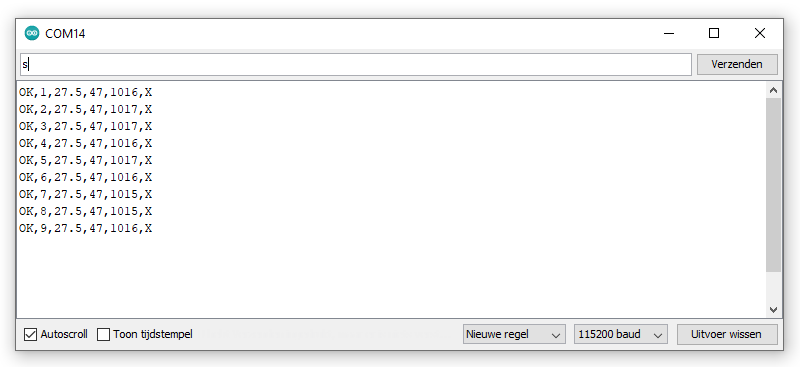 COM14
s
Verzenden
OK,1,27.5,47,1016,X
OK,2,27.5,47,1017,X
OK,3,27.5,47,1017,X
OK,4,27.5,47,1016,X
OK,5,27.5,47,1017,X
OK,6,27.5,47,1016,X
OK,7,27.5,47,1015,X
OK,8,27.5,47,1015,X
OK,9,27.5,47,1016,X
Autoscroll
Toon tijdstempel
Nieuwe regel
115200 baud
Uitvoer wissen